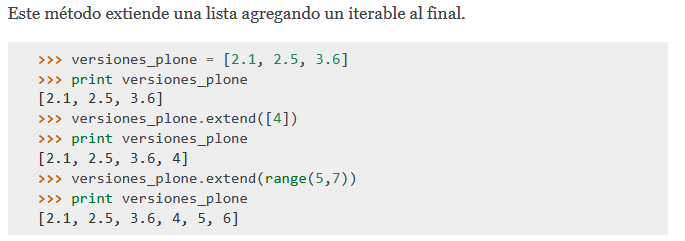 Este método extiende una lista agregando un iterable al final.
>>> versiones_plone = [2.1, 2.5, 3.6]
>>> print versiones_plone
[2.1, 2.5, 3.6]
>>> versiones_plone.extend([4])
>>> print versiones_plone
[2.1, 2.5, 3.6, 4]
>>> versiones_plone.extend(range(5,7))
>>> print versiones_plone
[2.1, 2.5, 3.6, 4, 5, 6]